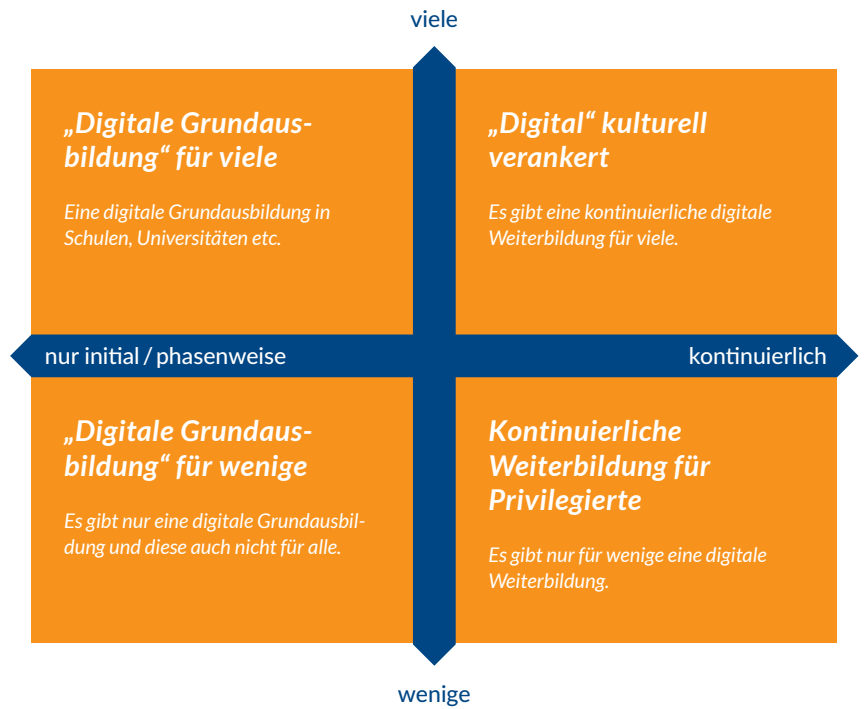 viele
„Digitale Grundaus-
bildung“ für viele
Eine digitale Grundausbildung in
Schulen, Universitäten etc.
„Digital“ kulturell
verankert
Es gibt eine kontinuierliche digitale
Weiterbildung für viele.
nur initial / phasenweise
kontinuierlich
„Digitale Grundaus-
bildung“ für wenige
Es gibt nur eine digitale Grundausbil-
dung und diese auch nicht für alle.
Kontinuierliche
Weiterbildung für
Privilegierte
Es gibt nur für wenige eine digitale
Weiterbildung.
wenige